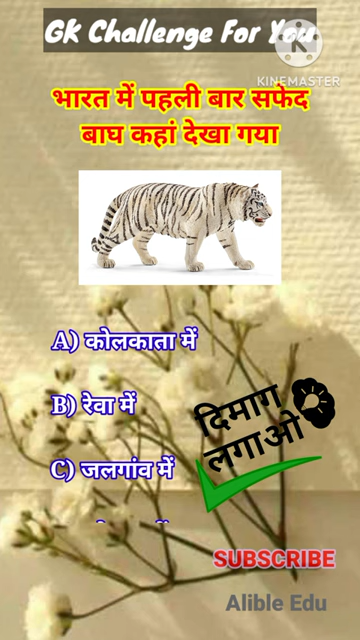 GK Challenge For You
KINEMASTER
भारत में पहली बार सफेद
बाघ कहां देखा गया
A) कोलकाता में
B) रेवा में
C) जलगांव में
दिमाग
लगाओ
SUBSCRIBE
Alible Edu